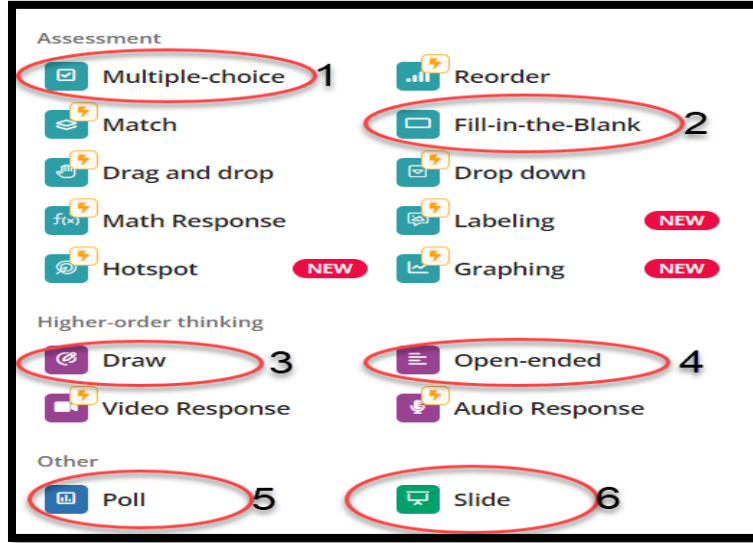 Assessment
Multiple-choice 1
Reorder
Match
Fill-in-the-Blank 2
Drag and drop
Drop down
f(x) Math Response
Labeling NEW
Hotspot NEW
Graphing NEW
Higher-order thinking
Draw 3
Open-ended 4
Video Response
Audio Response
Other
Poll 5
Slide 6